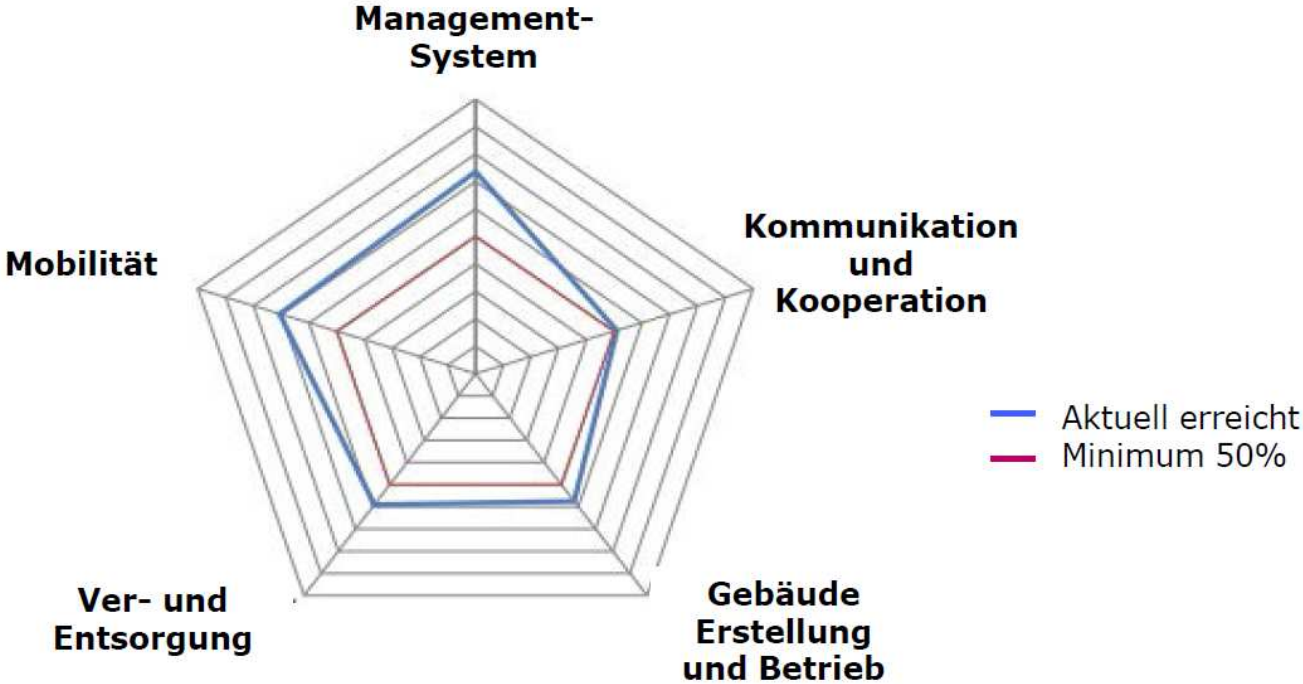 Management-
System
Kommunikation
und
Kooperation
Mobilität
Aktuell erreicht
Minimum 50%
Ver- und
Entsorgung
Gebäude
Erstellung
und Betrieb